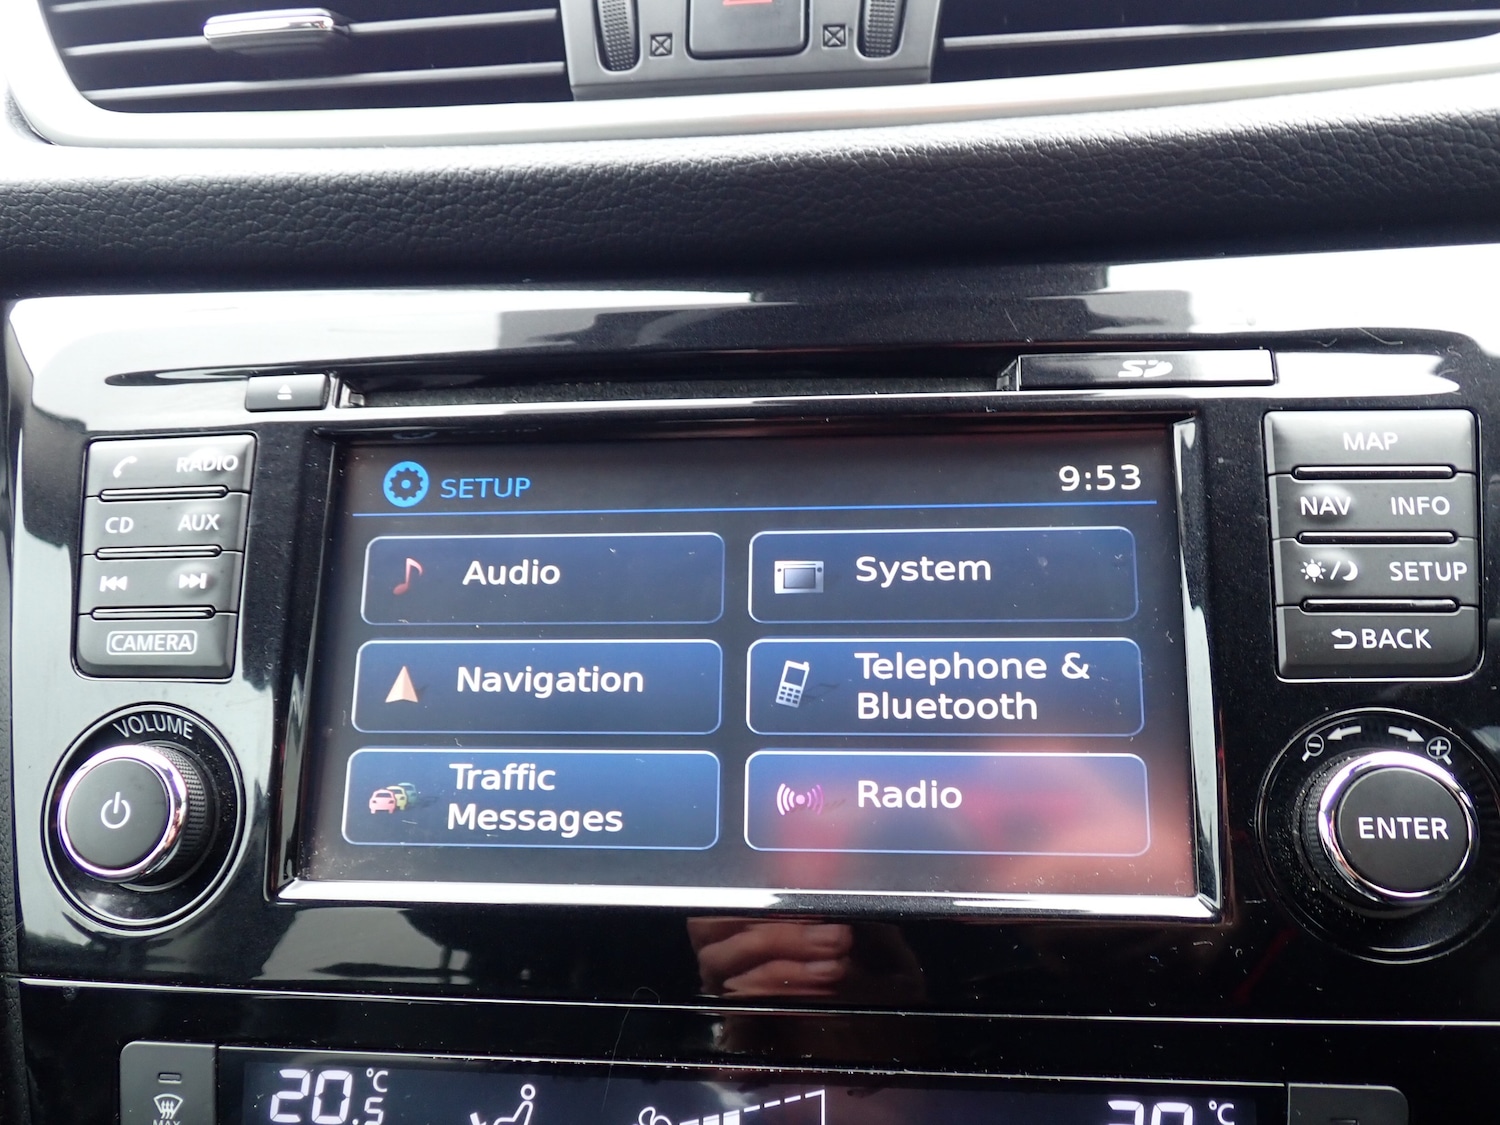 SD
RADIO
CD AUX
CAMERA
VOLUME
SETUP 9:53
Audio
System
Navigation
Telephone &
Bluetooth
Traffic
Messages
Radio
MAP
NAV INFO
SETUP
BACK
ENTER
20.5 °C
°C
MAX